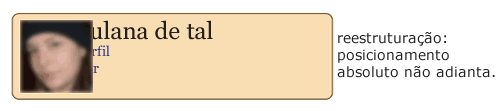 ulana de tal
rfil
r
reestruturação:
posicionamento
absoluto não adianta.